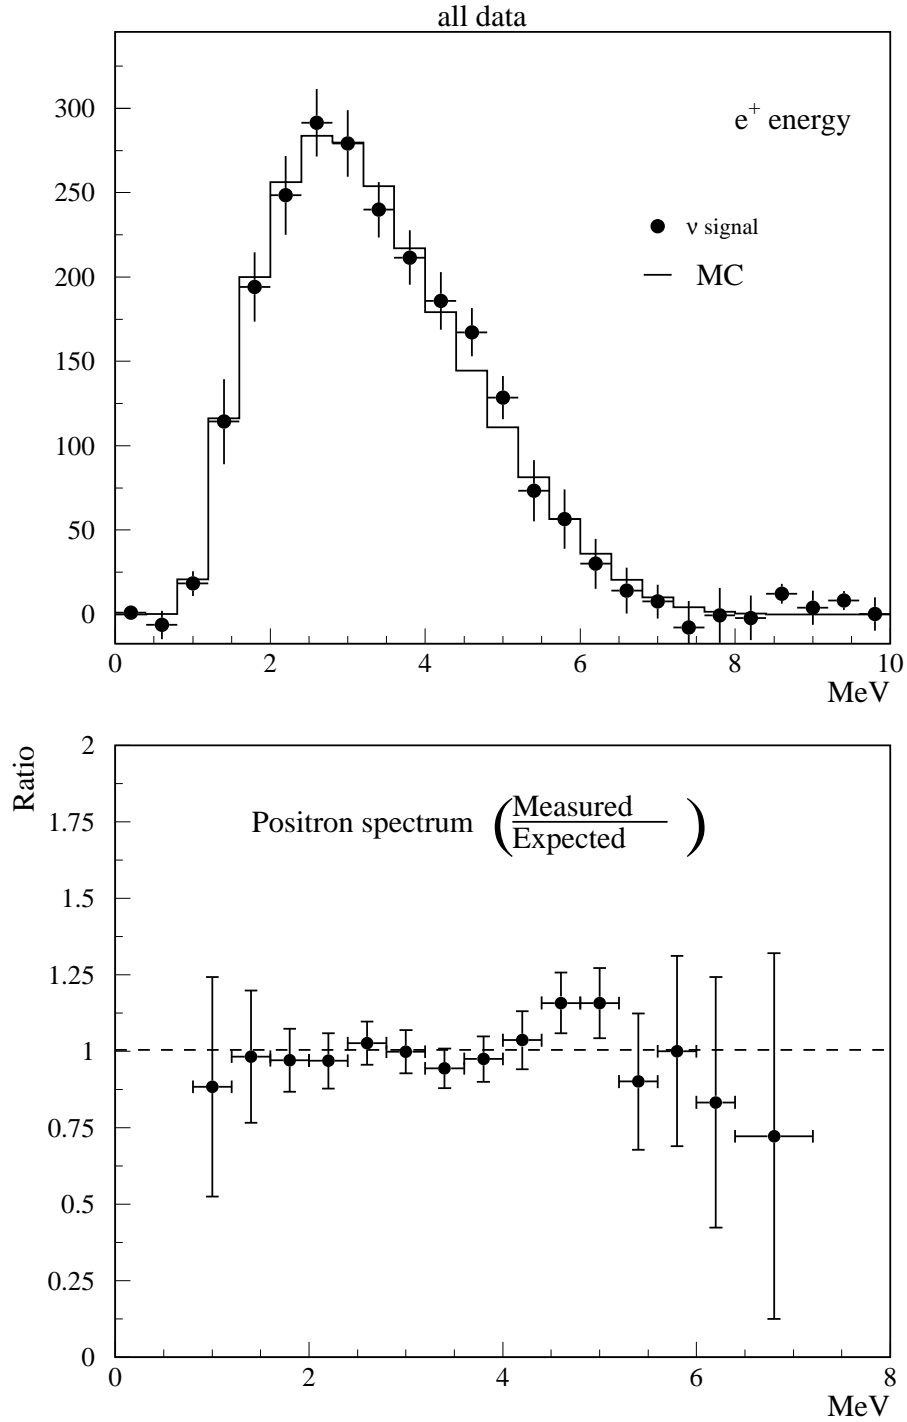 all data
e+ energy
ν signal
MC
300
250
200
150
100
50
0
0 2 4 6 8 10
MeV
Ratio
Positron spectrum (Measured
Expected)
2
1.75
1.5
1.25
1
0.75
0.5
0.25
0
0 2 4 6 8
MeV